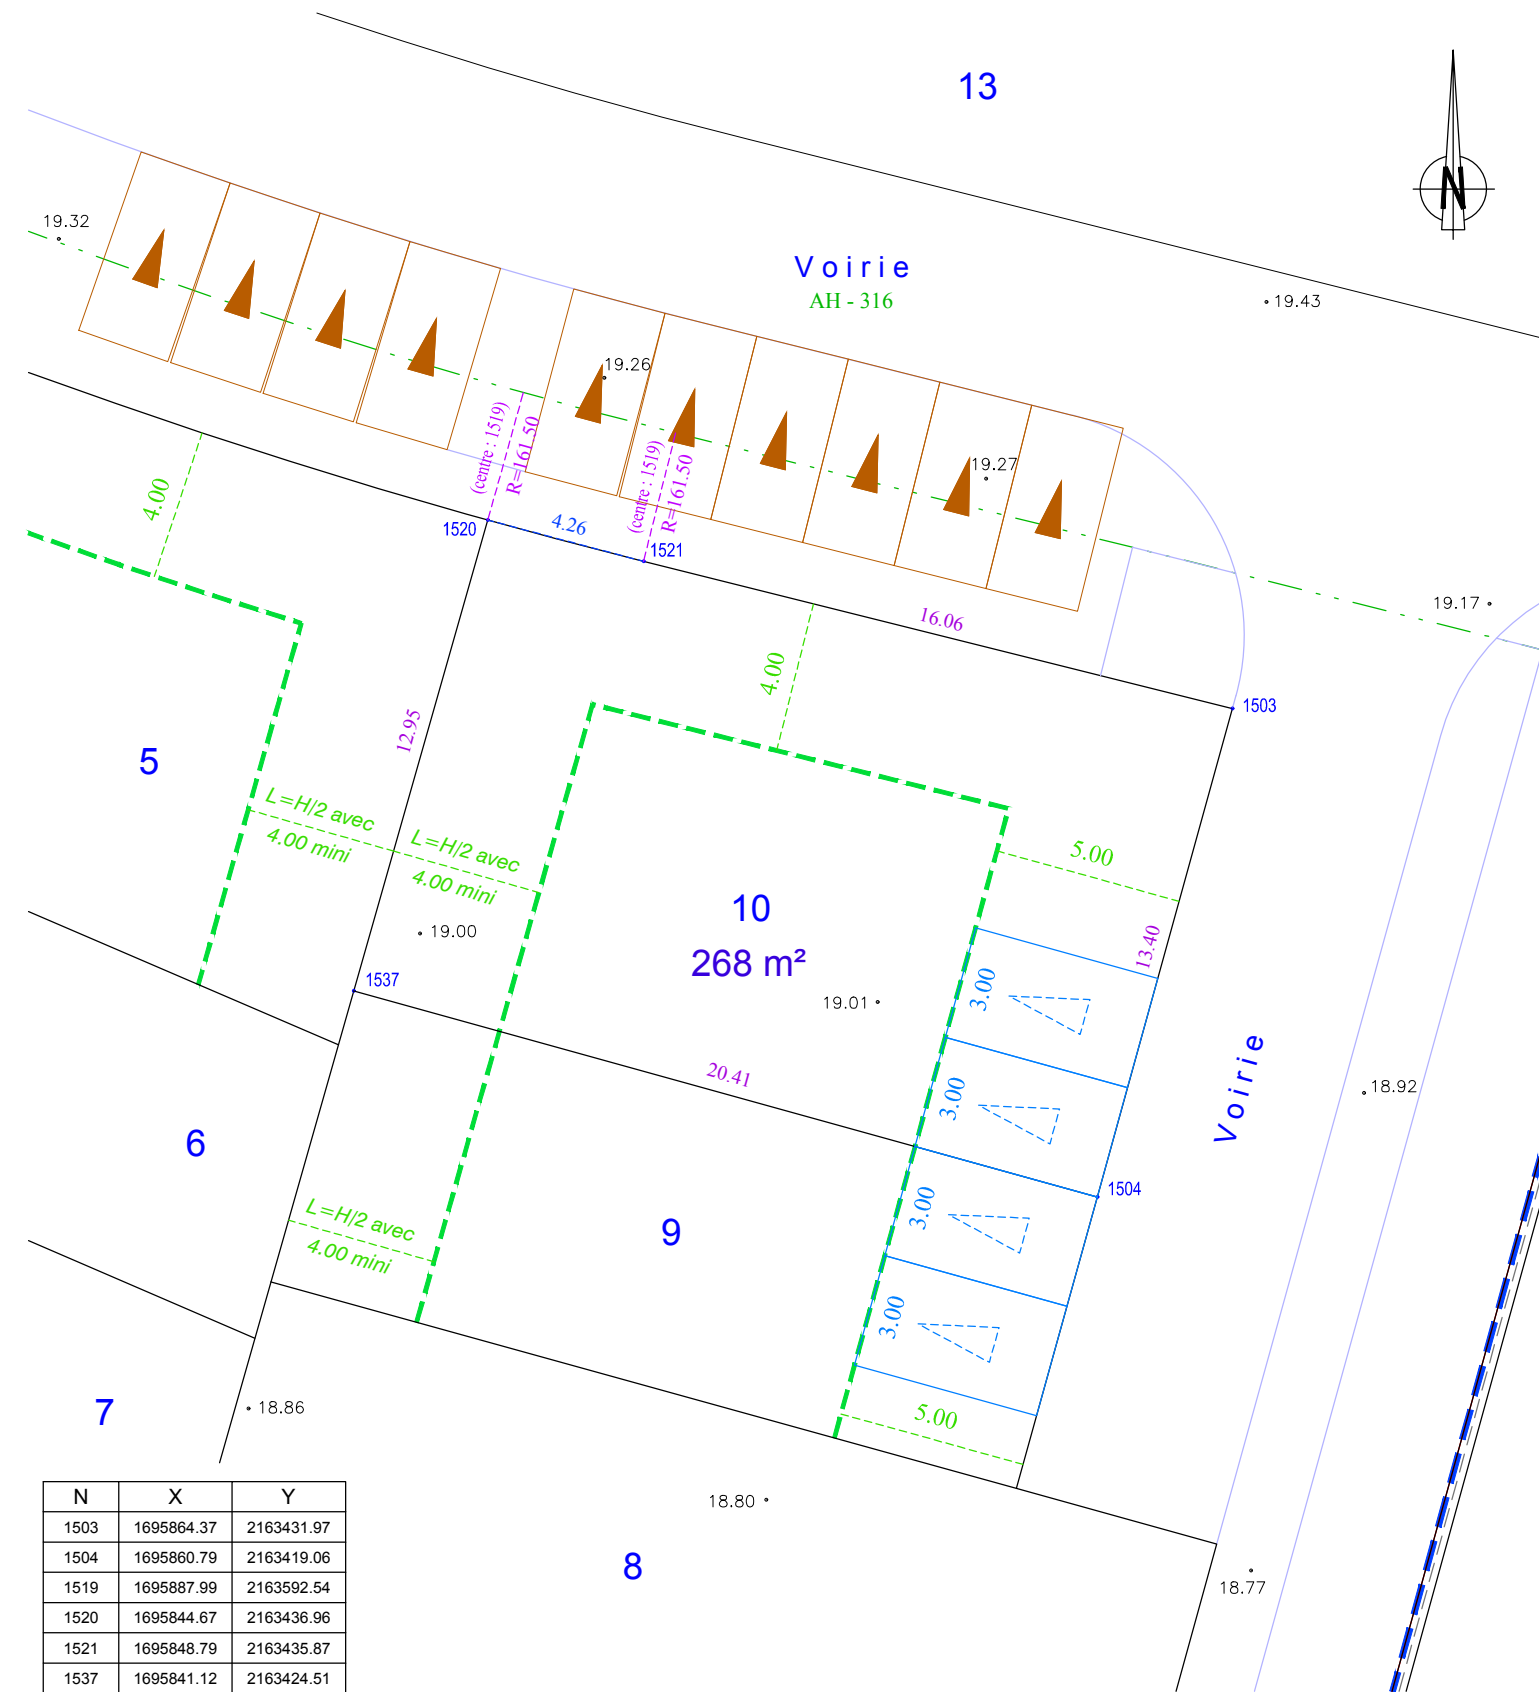 13
N
19.32
Voirie
AH - 316
19.43
19.26
(centre : 1519)
R=161.50
(centre : 1519)
R=161.50
19.27
4.00
1520
4.26
1521
19.17
16.06
4.00
1503
12.95
5
L=H/2 avec
4.00 mini
L=H/2 avec
4.00 mini
5.00
10
268 m²
19.00
13.40
1537
3.00
19.01
Voirie
20.41
3.00
18.92
6
1504
3.00
L=H/2 avec
4.00 mini
9
3.00
7
18.86
5.00
18.80
8
18.77
N X Y
1503 1695864.37 2163431.97
1504 1695860.79 2163419.06
1519 1695887.99 2163592.54
1520 1695844.67 2163436.96
1521 1695848.79 2163435.87
1537 1695841.12 2163424.51